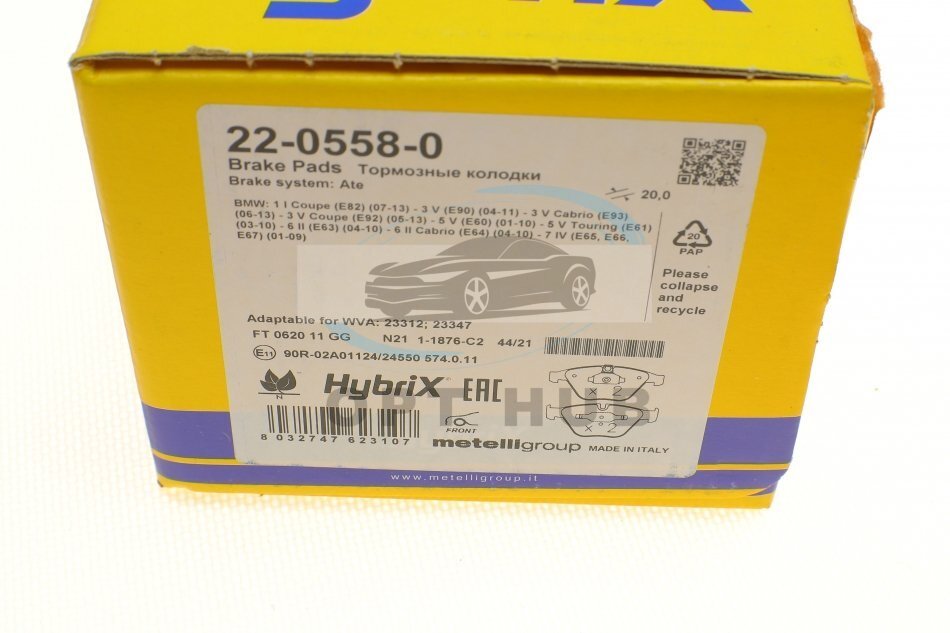 22-0558-0
Brake Pads Тормозные колодки
Brake system: Ate
20,0
BMW: 1 I Coupe (E82) (07-13) - 3 V (E90) (04-11) - 3 V Cabrio (E93)
(06-13) - 3 V Coupe (E92) (05-13) - 5 V (E60) (01-10) - 5 V Touring (E61)
(03-10) - 6 II (E63) (04-10) - 6 II Cabrio (E64) (04-10) - 7 IV (E65, E66,
E67) (01-09)
20
PAP
Please
collapse
and
recycle
Adaptable for WVA: 23312; 23347
FT 0620 11 GG N21 1-1876-C2 44/21
E11 90R-02A01124/24550 574.0.11
N
HybriX® EAC
x 2
x 2
OPT HUB
FRONT
8 032747 623107
metelligroup MADE IN ITALY
www.metelligroup.it